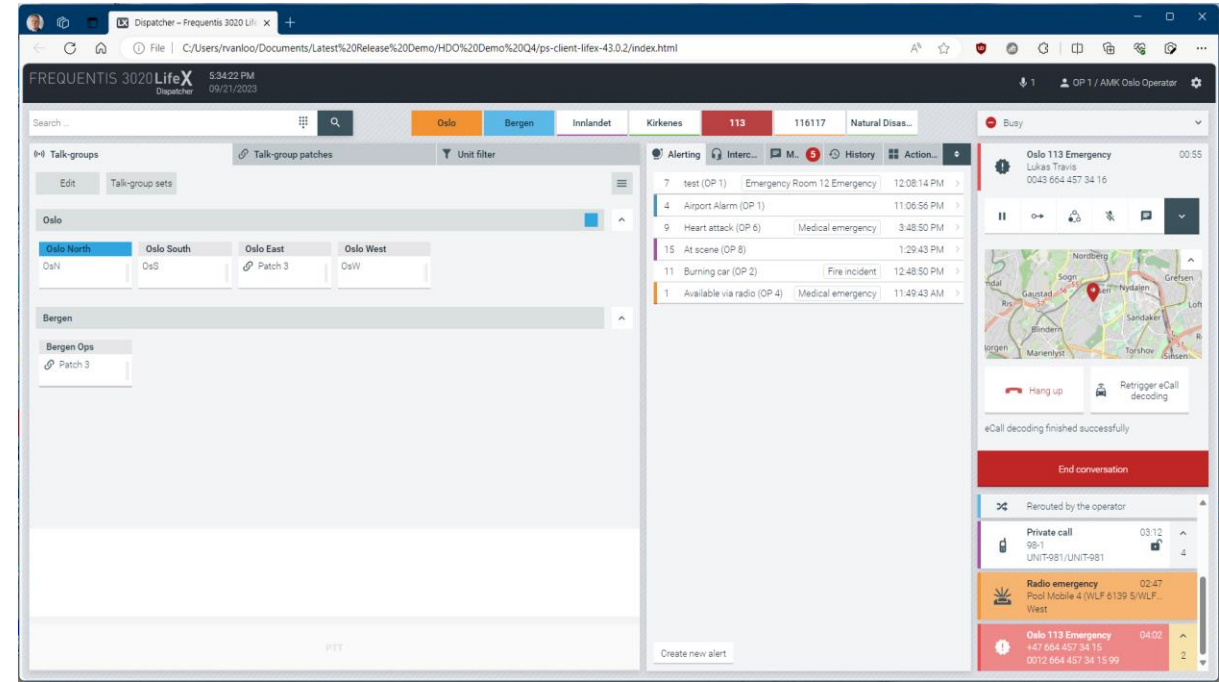 Dispatcher – Frequentis 3020 Life
File | C:/Users/rvanloo/Documents/Latest%20Release%20Demo/HDO%20Demo%20Q4/ps-client-lifex-43.0.2/index.html
FREQUENTIS 3020 LifeX
Dispatcher
5:34:22 PM
09/21/2023
1
OP 1 / AMK Oslo Operatør
Search ...
Oslo Bergen Innlandet Kirkenes 113 116117 Natural Disas...
Busy
Talk-groups Talk-group patches Unit filter
Edit Talk-group sets
Oslo
Oslo North Oslo South Oslo East Oslo West
OsN OsS Patch 3 OsW
Bergen
Bergen Ops
Patch 3
PTT
Alerting Interc... M... 5 History Action...
7 test (OP 1) Emergency Room 12 Emergency 12:08:14 PM
4 Airport Alarm (OP 1) 11:06:56 PM
9 Heart attack (OP 6) Medical emergency 3:48:50 PM
15 At scene (OP 8) 1:29:43 PM
11 Burning car (OP 2) Fire incident 12:48:50 PM
1 Available via radio (OP 4) Medical emergency 11:49:43 AM
Create new alert
Oslo 113 Emergency 00:55
Lukas Travis
0043 664 457 34 16
Nordberg
Sogn
Grefsen
Gaustad
Nydalen
Ris
Sandaker
Blindern
Marienlyst
Torshov
Sinsen
Hang up
Retrigger eCall
decoding
eCall decoding finished successfully
End conversation
Rerouted by the operator
Private call 03:12
98-1
UNIT-981/UNIT-981
4
Radio emergency 02:47
Pool Mobile 4 (WLF 6139 S/WLF...
West
Oslo 113 Emergency 04:02
+47 664 457 34 15
0012 664 457 34 15 99
2